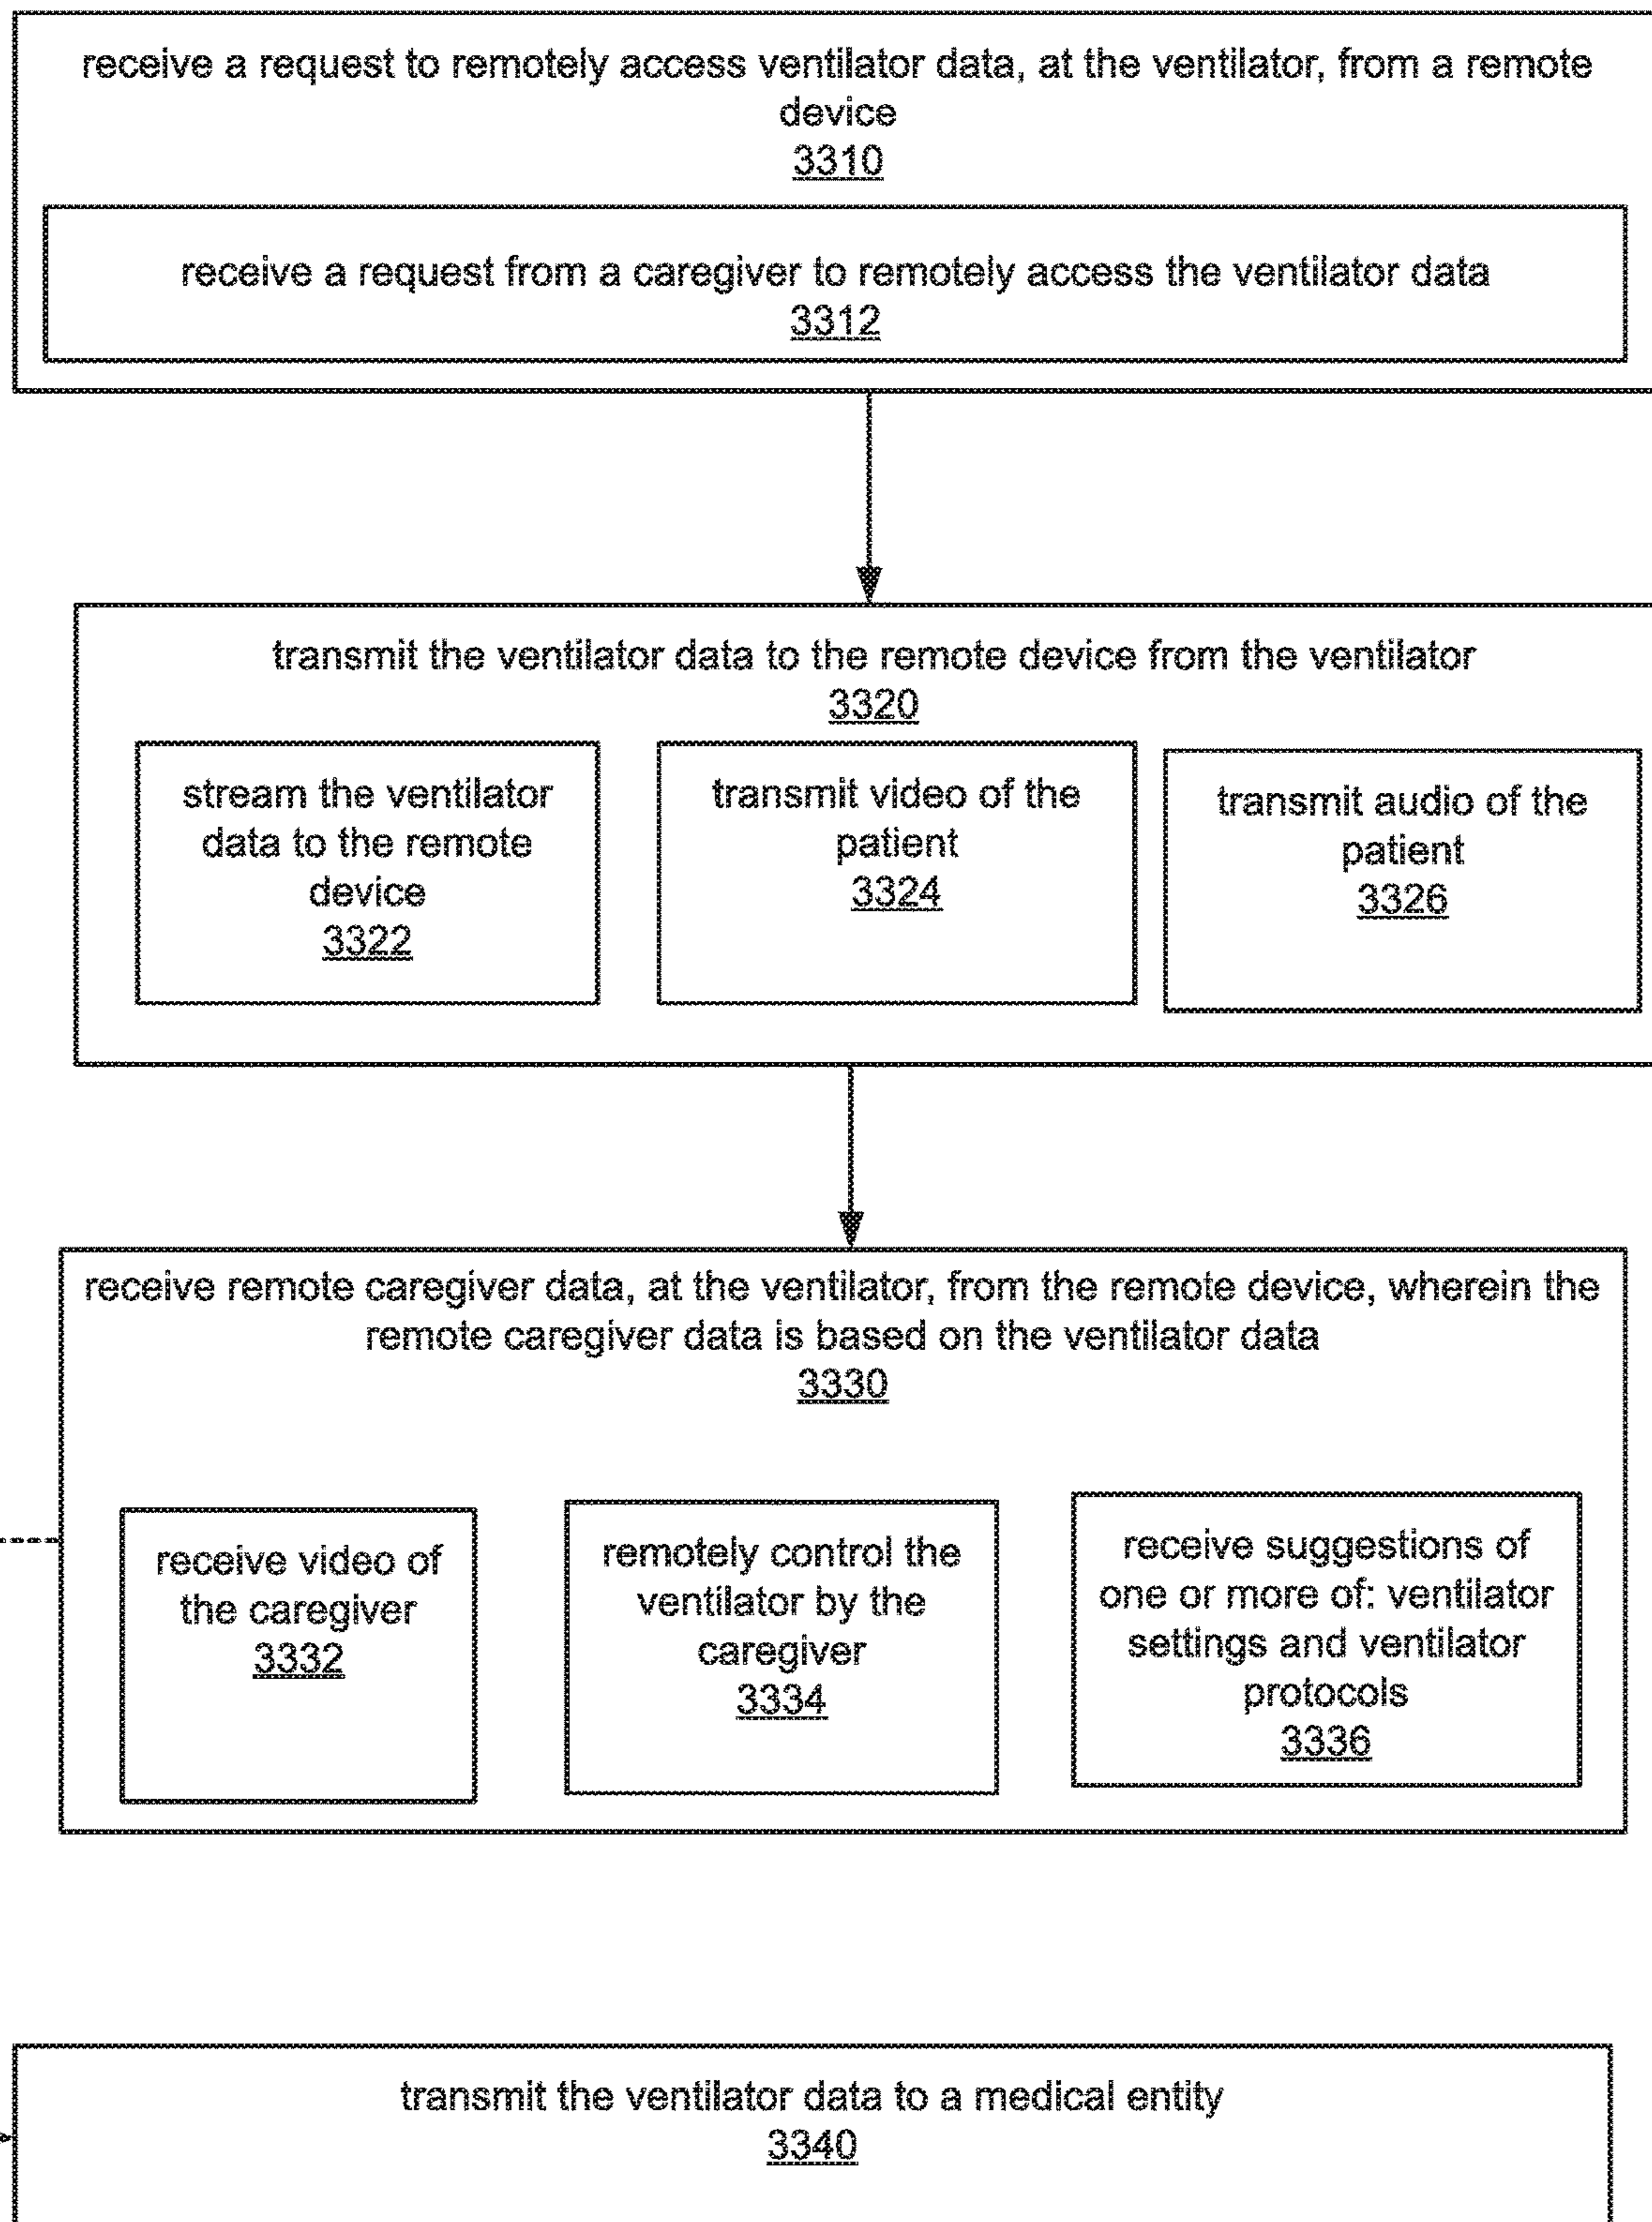 receive a request to remotely access ventilator data, at the ventilator, from a remote
device
3310
receive a request from a caregiver to remotely access the ventilator data
3312
transmit the ventilator data to the remote device from the ventilator
3320
stream the ventilator
data to the remote
device
3322
transmit video of the
patient
3324
transmit audio of the
patient
3326
receive remote caregiver data, at the ventilator, from the remote device, wherein the
remote caregiver data is based on the ventilator data
3330
receive video of
the caregiver
3332
remotely control the
ventilator by the
caregiver
3334
receive suggestions of
one or more of: ventilator
settings and ventilator
protocols
3336
transmit the ventilator data to a medical entity
3340